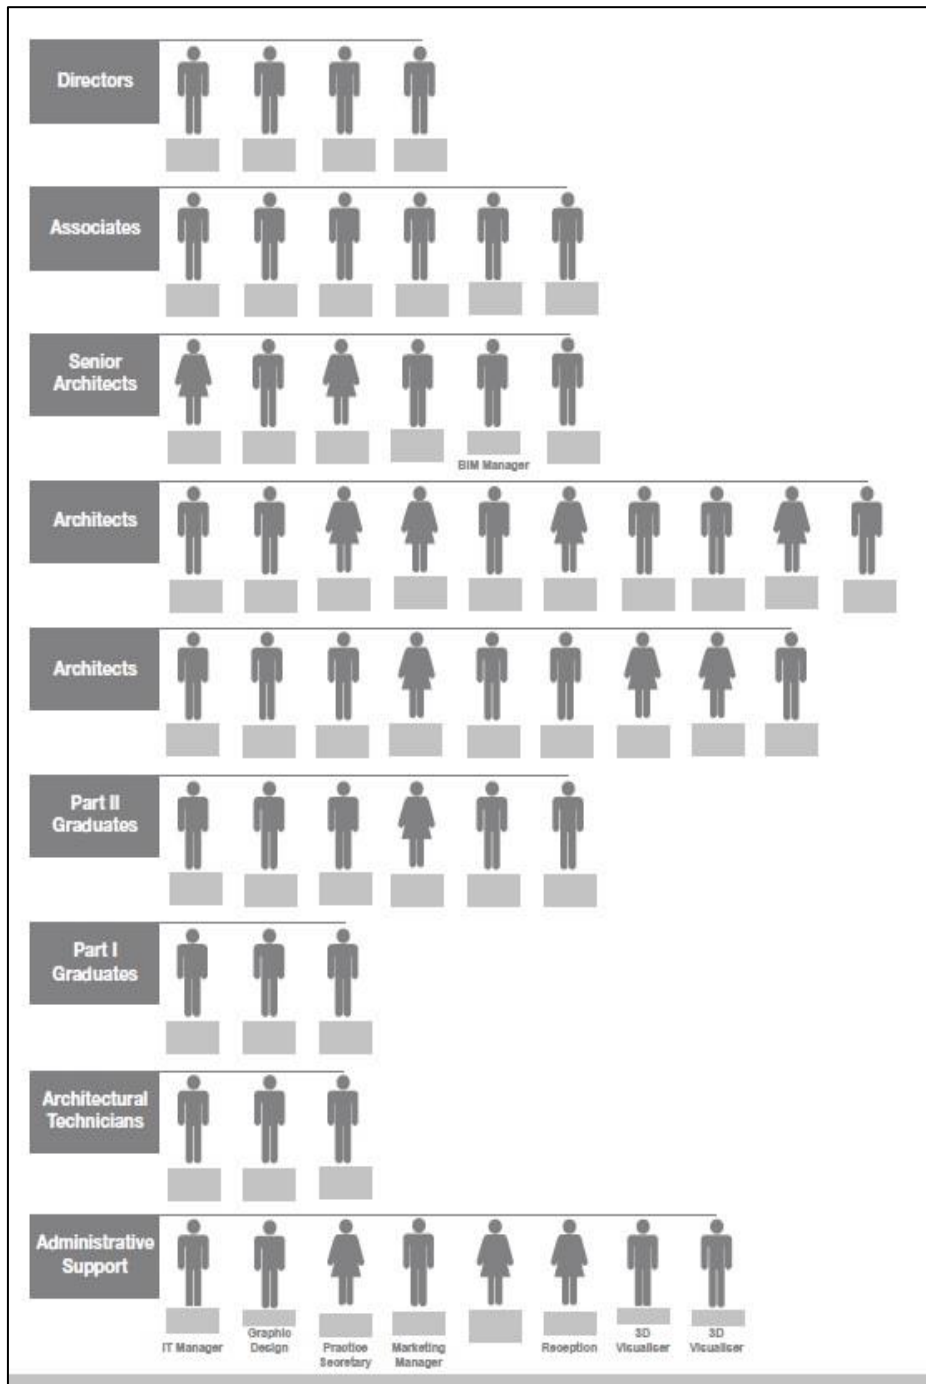 Directors
Associates
Senior
Architects
BIM Manager
Architects
Architects
Part II
Graduates
Part I
Graduates
Architectural
Technicians
Administrative
Support
IT Manager
Graphic
Design
Practice
Secretary
Marketing
Manager
Reception
3D
Visualiser
3D
Visualiser